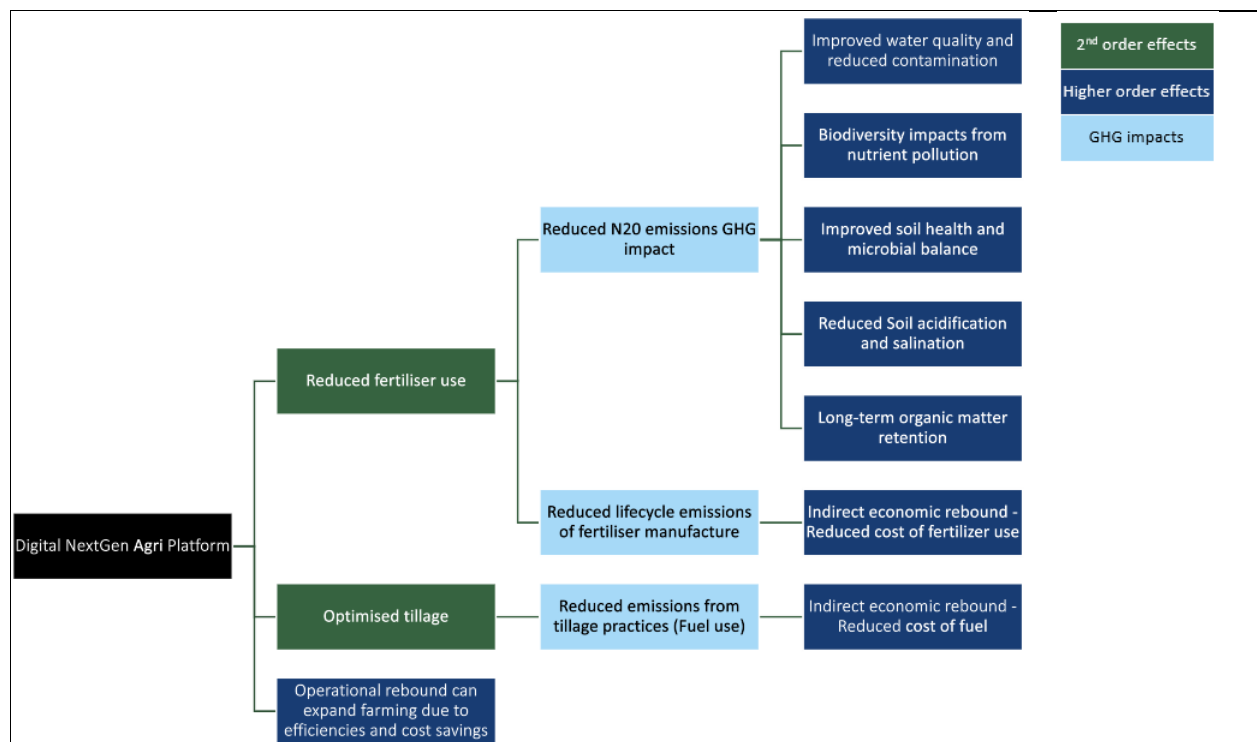 Improved water quality and
reduced contamination
2nd order effects
Higher order effects
GHG impacts
Biodiversity impacts from
nutrient pollution
Reduced N20 emissions GHG
impact
Improved soil health and
microbial balance
Reduced Soil acidification
and salination
Reduced fertiliser use
Long-term organic matter
retention
Digital NextGen Agri Platform
Reduced lifecycle emissions
of fertiliser manufacture
Indirect economic rebound -
Reduced cost of fertilizer use
Optimised tillage
Reduced emissions from
tillage practices (Fuel use)
Indirect economic rebound -
Reduced cost of fuel
Operational rebound can
expand farming due to
efficiencies and cost savings